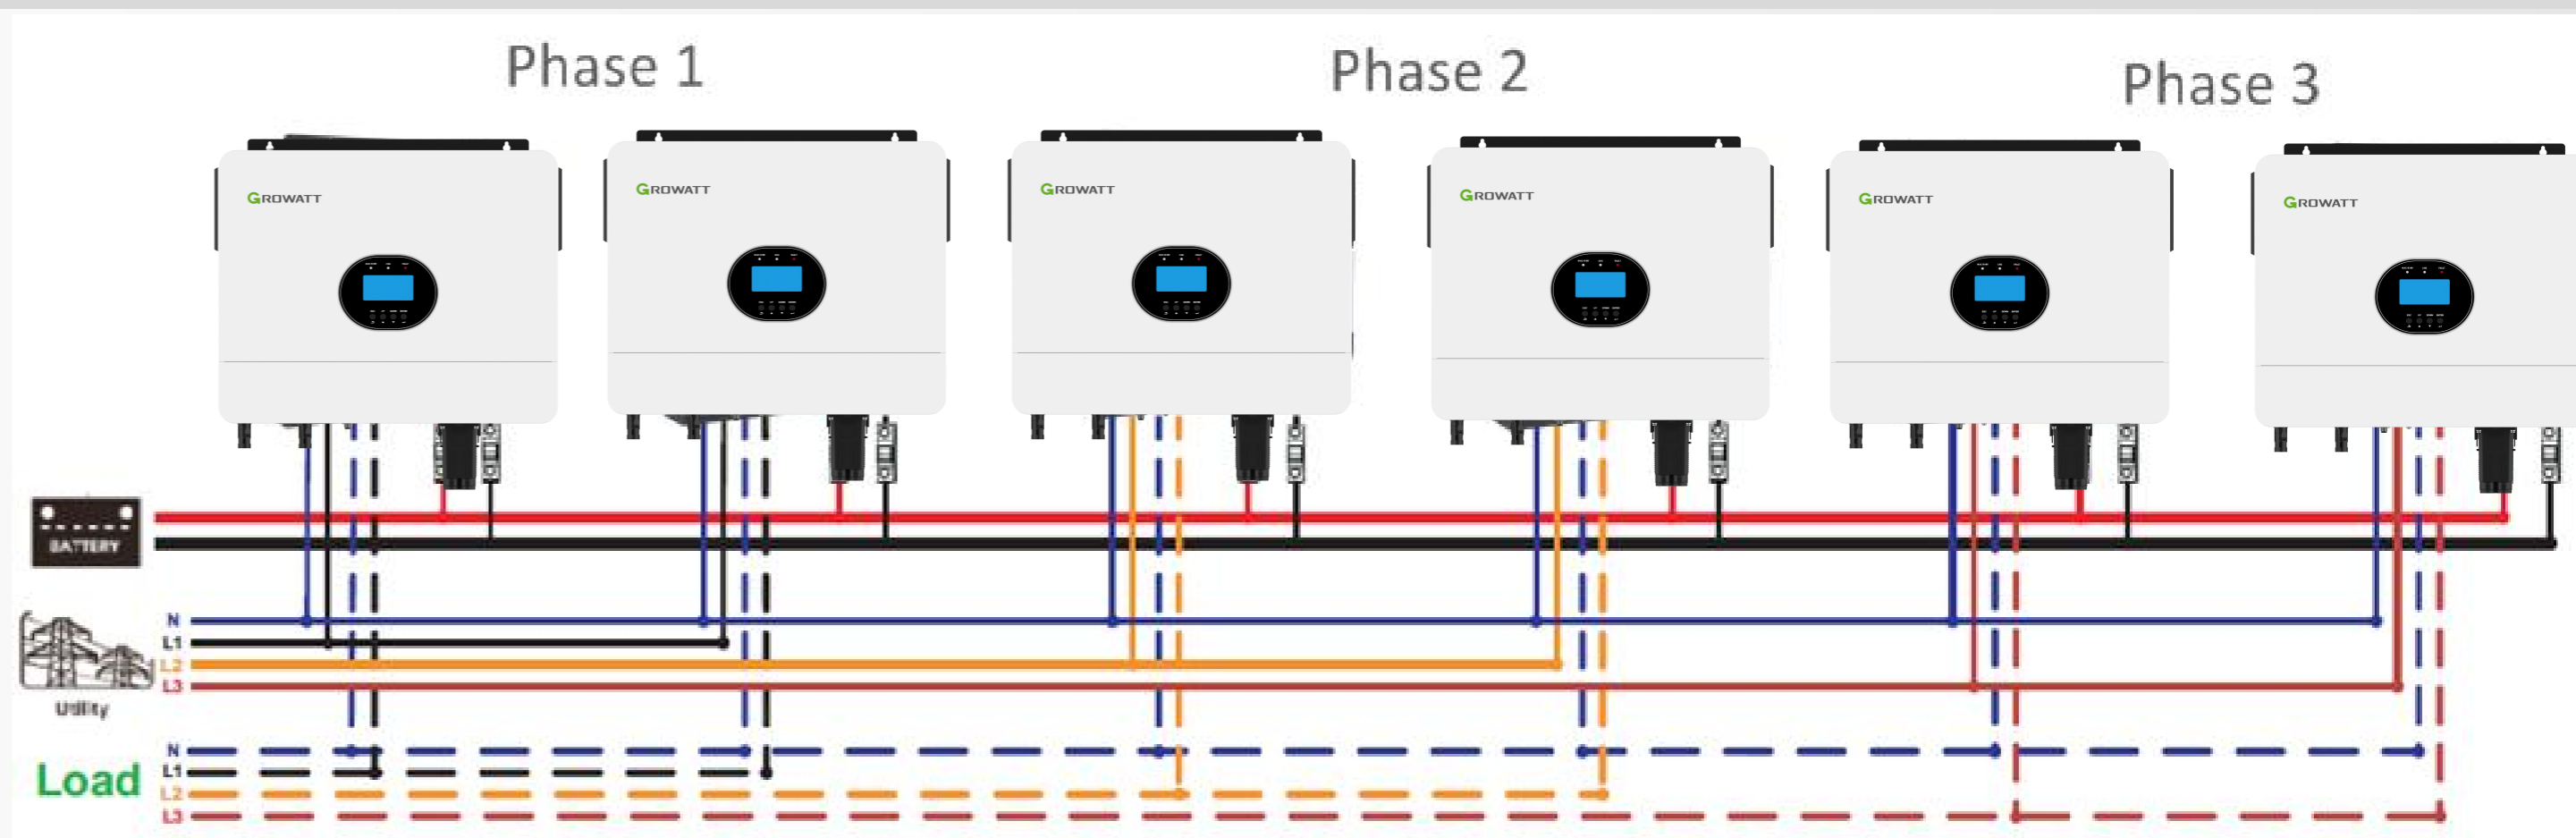 Phase 1
Phase 2
Phase 3
GROWATT
GROWATT
GROWATT
GROWATT
GROWATT
GROWATT
BATTERY
N
L1
L2
L3
Utility
N
L1
L2
L3
Load